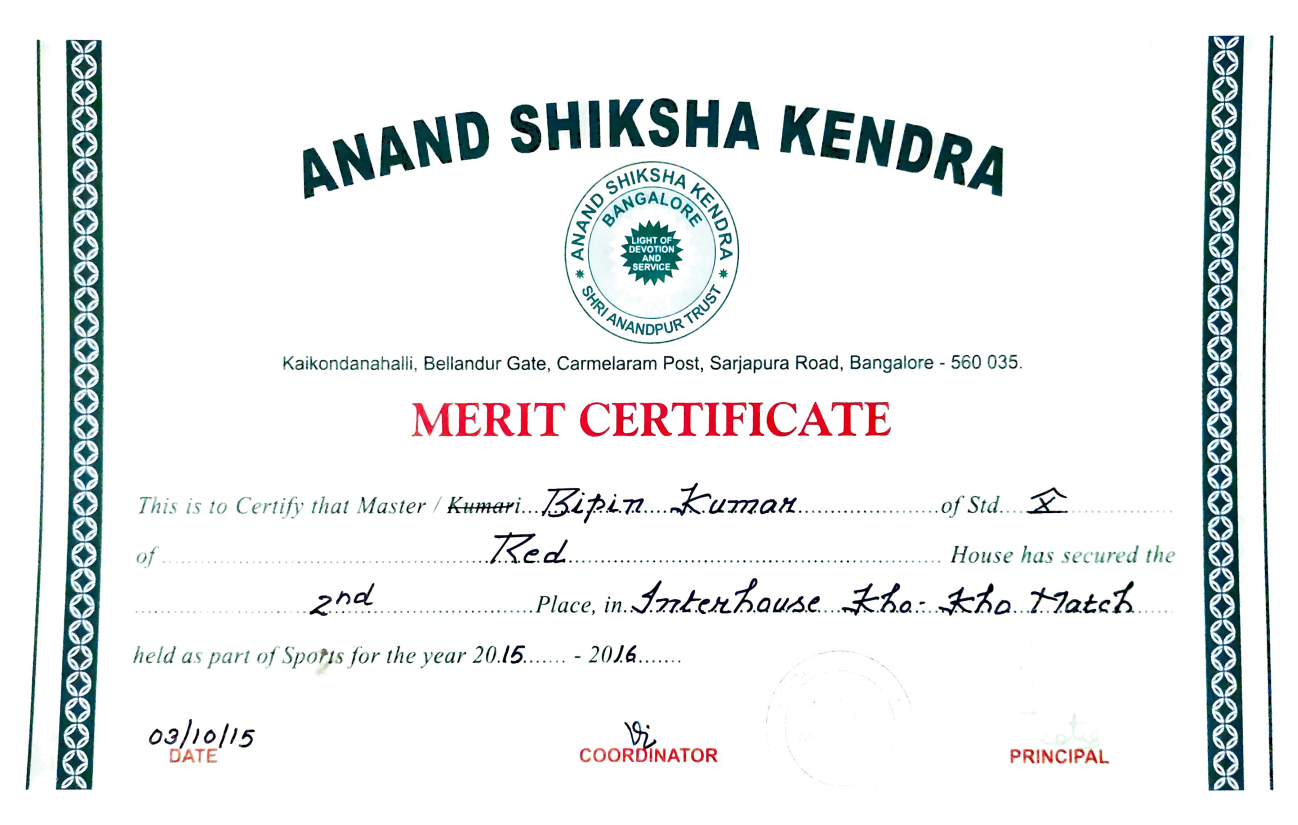 ANAND SHIKSHA KENDRA
ANAND SHIKSHA KENDRA
BANGALORE
LIGHT OF
DEVOTION
AND
SERVICE
SHRI ANANDPUR TRUST
Kaikondanahalli, Bellandur Gate, Carmelaram Post, Sarjapura Road, Bangalore - 560 035.
MERIT CERTIFICATE
This is to Certify that Master / Kumari...Bipin Kumar...of Std...X
of...Red...House has secured the
2nd...Place, in...Interhouse Kho-Kho Match
held as part of Sports for the year 2015....... - 2016.......
03/10/15
DATE
COORDINATOR
PRINCIPAL